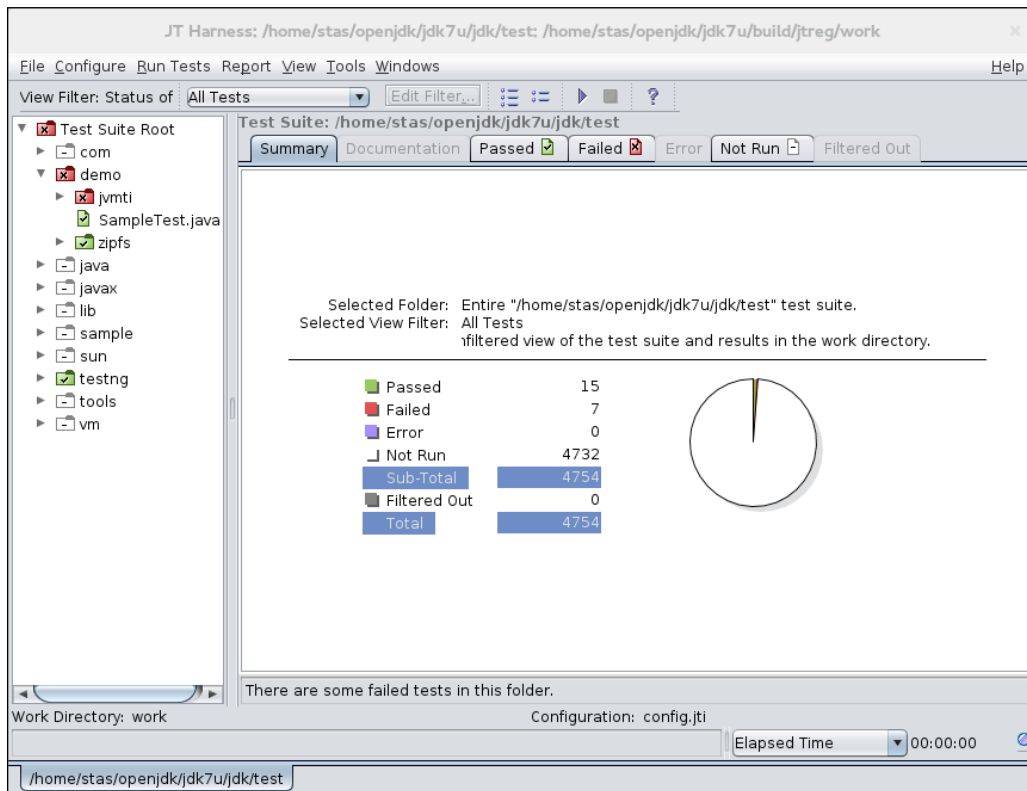 JT Harness: /home/stas/openjdk/jdk7u/jdk/test: /home/stas/openjdk/jdk7u/build/jtreg/work
File Configure Run Tests Report View Tools Windows Help
View Filter: Status of All Tests Edit Filter... ?
Test Suite Root
com
demo
jvmti
SampleTest.java
zipfs
java
javax
lib
sample
sun
testng
tools
vm
Test Suite: /home/stas/openjdk/jdk7u/jdk/test
Summary Documentation Passed Failed Error Not Run Filtered Out
Selected Folder: Entire "/home/stas/openjdk/jdk7u/jdk/test" test suite.
Selected View Filter: All Tests
nfiltered view of the test suite and results in the work directory.
Passed 15
Failed 7
Error 0
Not Run 4732
Sub-Total 4754
Filtered Out 0
Total 4754
There are some failed tests in this folder.
Work Directory: work Configuration: config.jti
Elapsed Time 00:00:00
/home/stas/openjdk/jdk7u/jdk/test